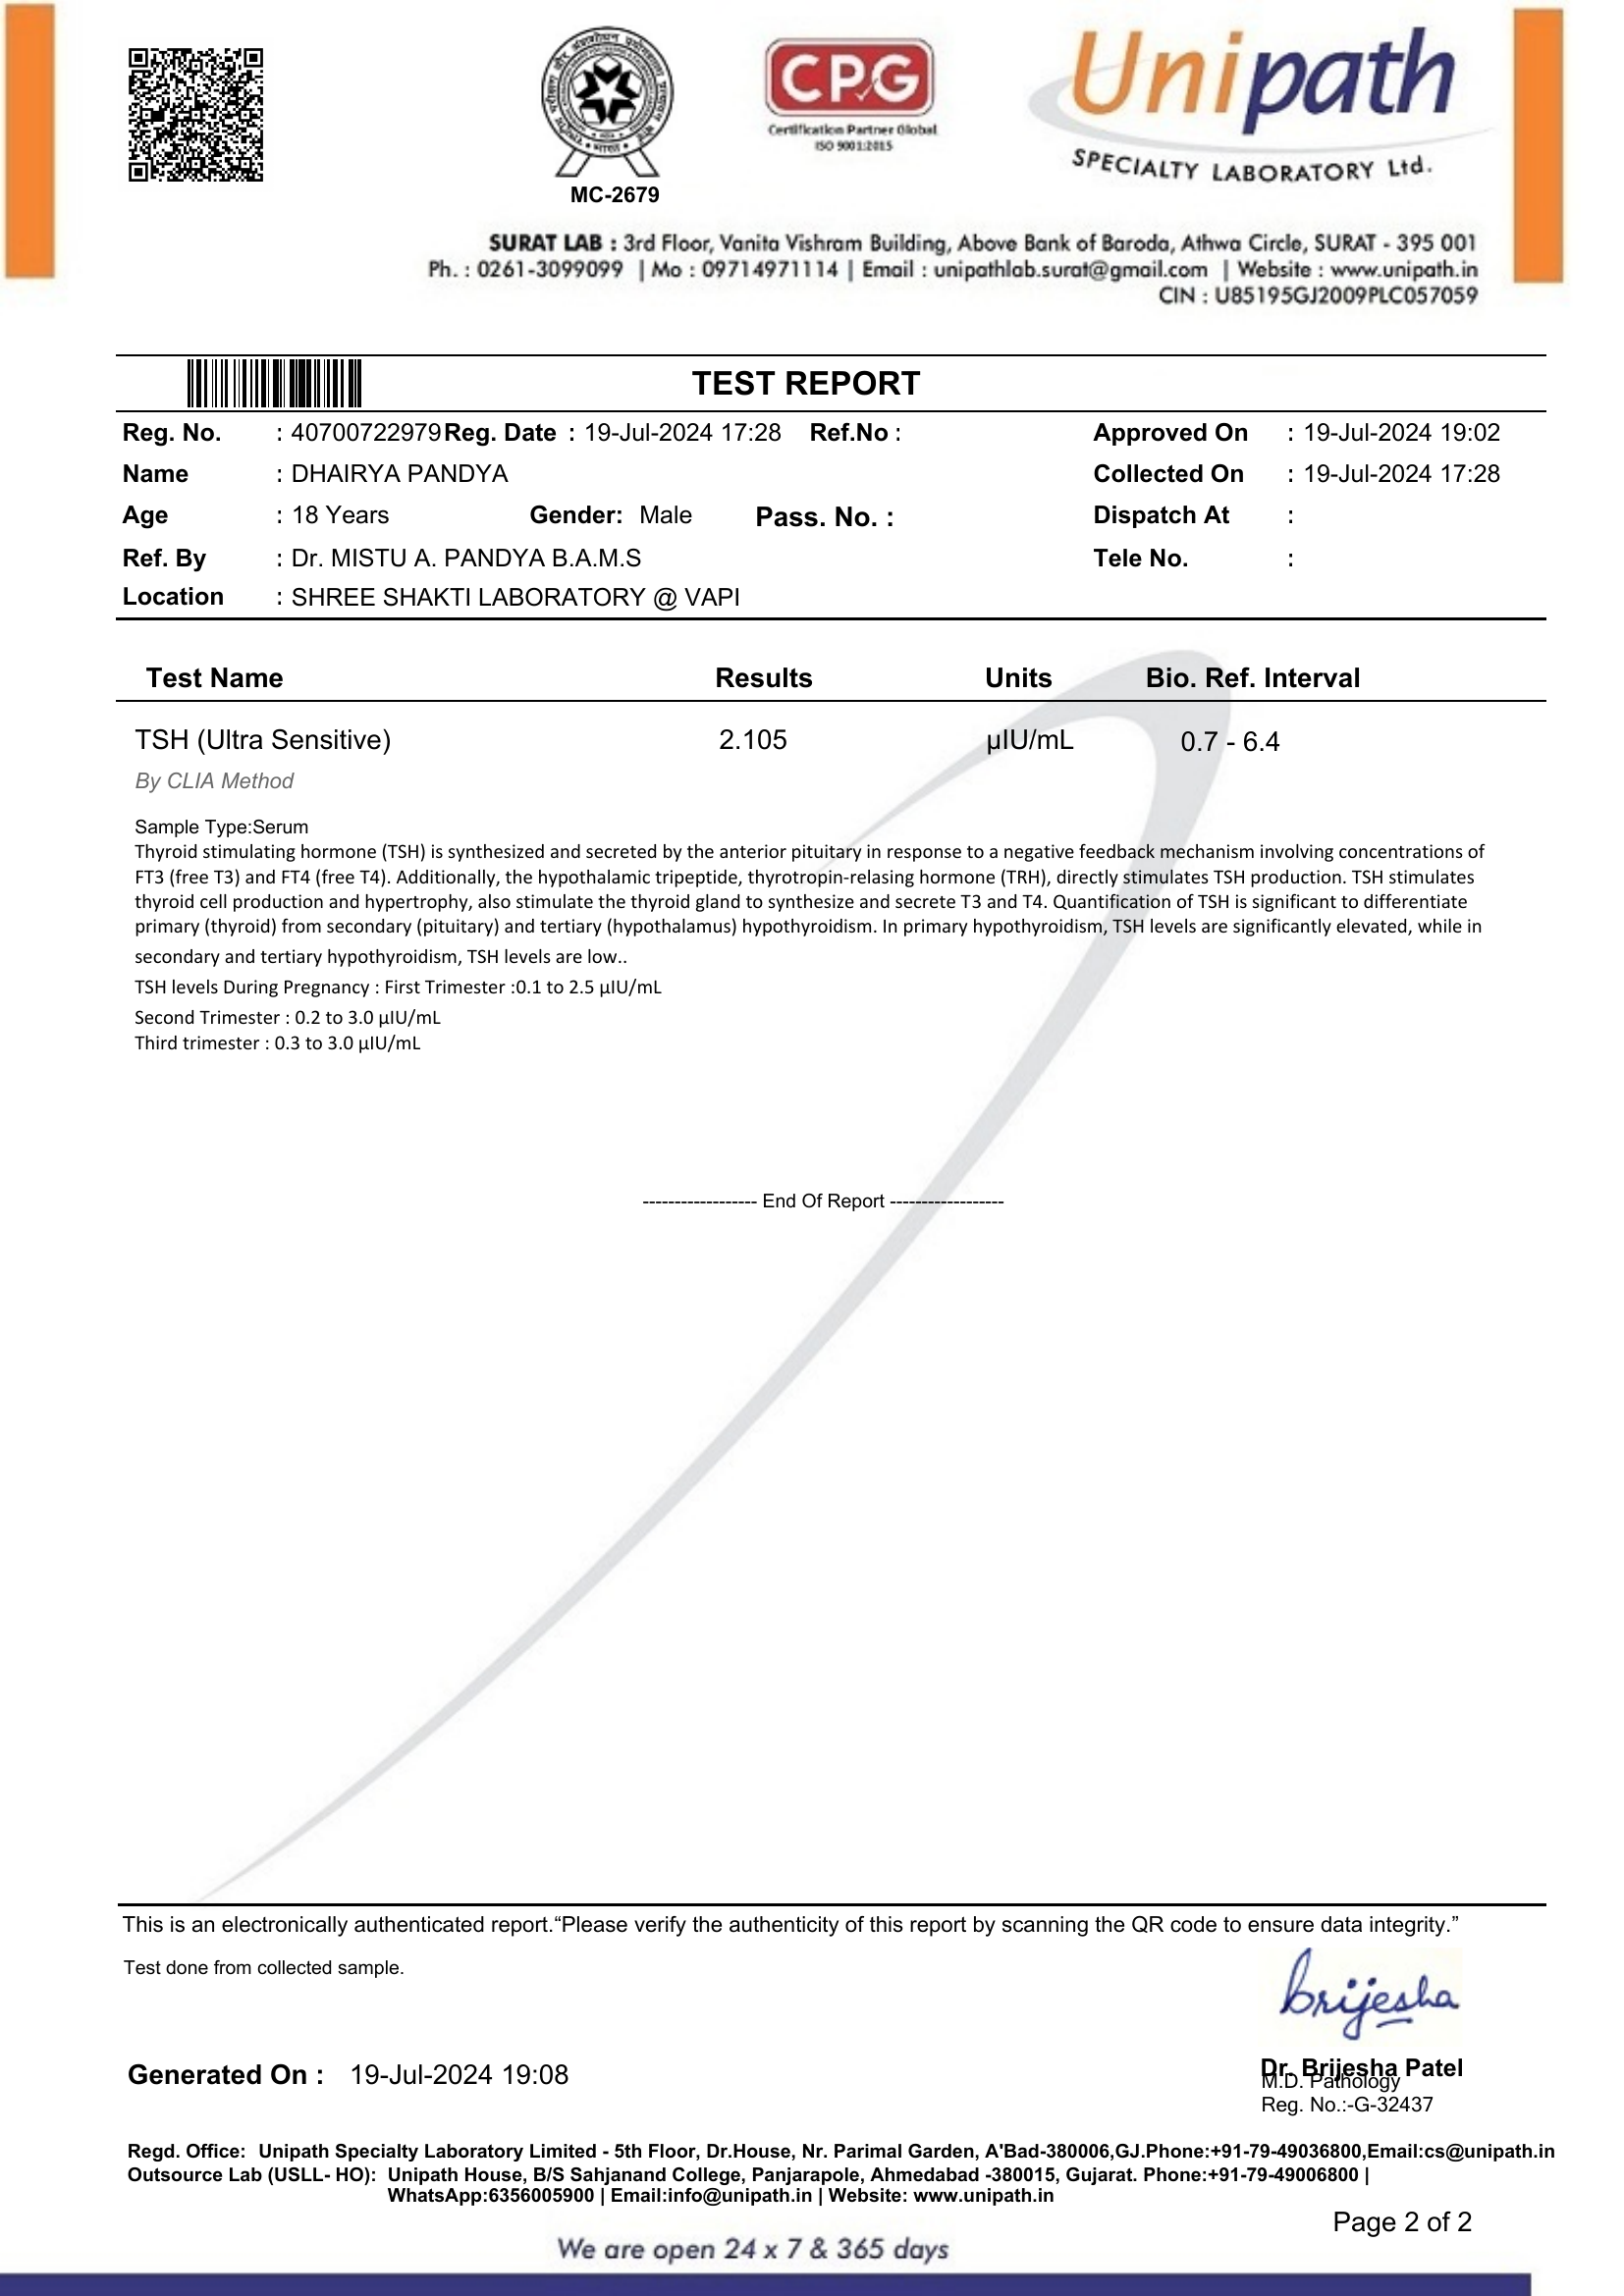 MC-2679
CPG
Certification Partner Global
ISO 9001:2015
Unipath
SPECIALTY LABORATORY Ltd.
SURAT LAB : 3rd Floor, Vanita Vishram Building, Above Bank of Baroda, Athwa Circle, SURAT - 395 001
Ph. : 0261-3099099 | Mo : 09714971114 | Email : unipathlab.surat@gmail.com | Website : www.unipath.in
CIN : U85195GJ2009PLC057059
TEST REPORT
Reg. No. : 40700722979 Reg. Date : 19-Jul-2024 17:28 Ref.No : Approved On : 19-Jul-2024 19:02
Name : DHAIRYA PANDYA Collected On : 19-Jul-2024 17:28
Age : 18 Years Gender: Male Pass. No. : Dispatch At :
Ref. By : Dr. MISTU A. PANDYA B.A.M.S Tele No. :
Location : SHREE SHAKTI LABORATORY @ VAPI
Test Name Results Units Bio. Ref. Interval
TSH (Ultra Sensitive) 2.105 µIU/mL 0.7 - 6.4
By CLIA Method
Sample Type:Serum
Thyroid stimulating hormone (TSH) is synthesized and secreted by the anterior pituitary in response to a negative feedback mechanism involving concentrations of
FT3 (free T3) and FT4 (free T4). Additionally, the hypothalamic tripeptide, thyrotropin-relasing hormone (TRH), directly stimulates TSH production. TSH stimulates
thyroid cell production and hypertrophy, also stimulate the thyroid gland to synthesize and secrete T3 and T4. Quantification of TSH is significant to differentiate
primary (thyroid) from secondary (pituitary) and tertiary (hypothalamus) hypothyroidism. In primary hypothyroidism, TSH levels are significantly elevated, while in
secondary and tertiary hypothyroidism, TSH levels are low..
TSH levels During Pregnancy : First Trimester :0.1 to 2.5 µIU/mL
Second Trimester : 0.2 to 3.0 µIU/mL
Third trimester : 0.3 to 3.0 µIU/mL
------------------ End Of Report ------------------
This is an electronically authenticated report.“Please verify the authenticity of this report by scanning the QR code to ensure data integrity.”
Test done from collected sample.
brijesha
Generated On : 19-Jul-2024 19:08
Dr. Brijesha Patel
M.D. Pathology
Reg. No.:-G-32437
Regd. Office: Unipath Specialty Laboratory Limited - 5th Floor, Dr.House, Nr. Parimal Garden, A'Bad-380006,GJ.Phone:+91-79-49036800,Email:cs@unipath.in
Outsource Lab (USLL- HO): Unipath House, B/S Sahjanand College, Panjarapole, Ahmedabad -380015, Gujarat. Phone:+91-79-49006800 |
WhatsApp:6356005900 | Email:info@unipath.in | Website: www.unipath.in
Page 2 of 2
We are open 24 x 7 & 365 days